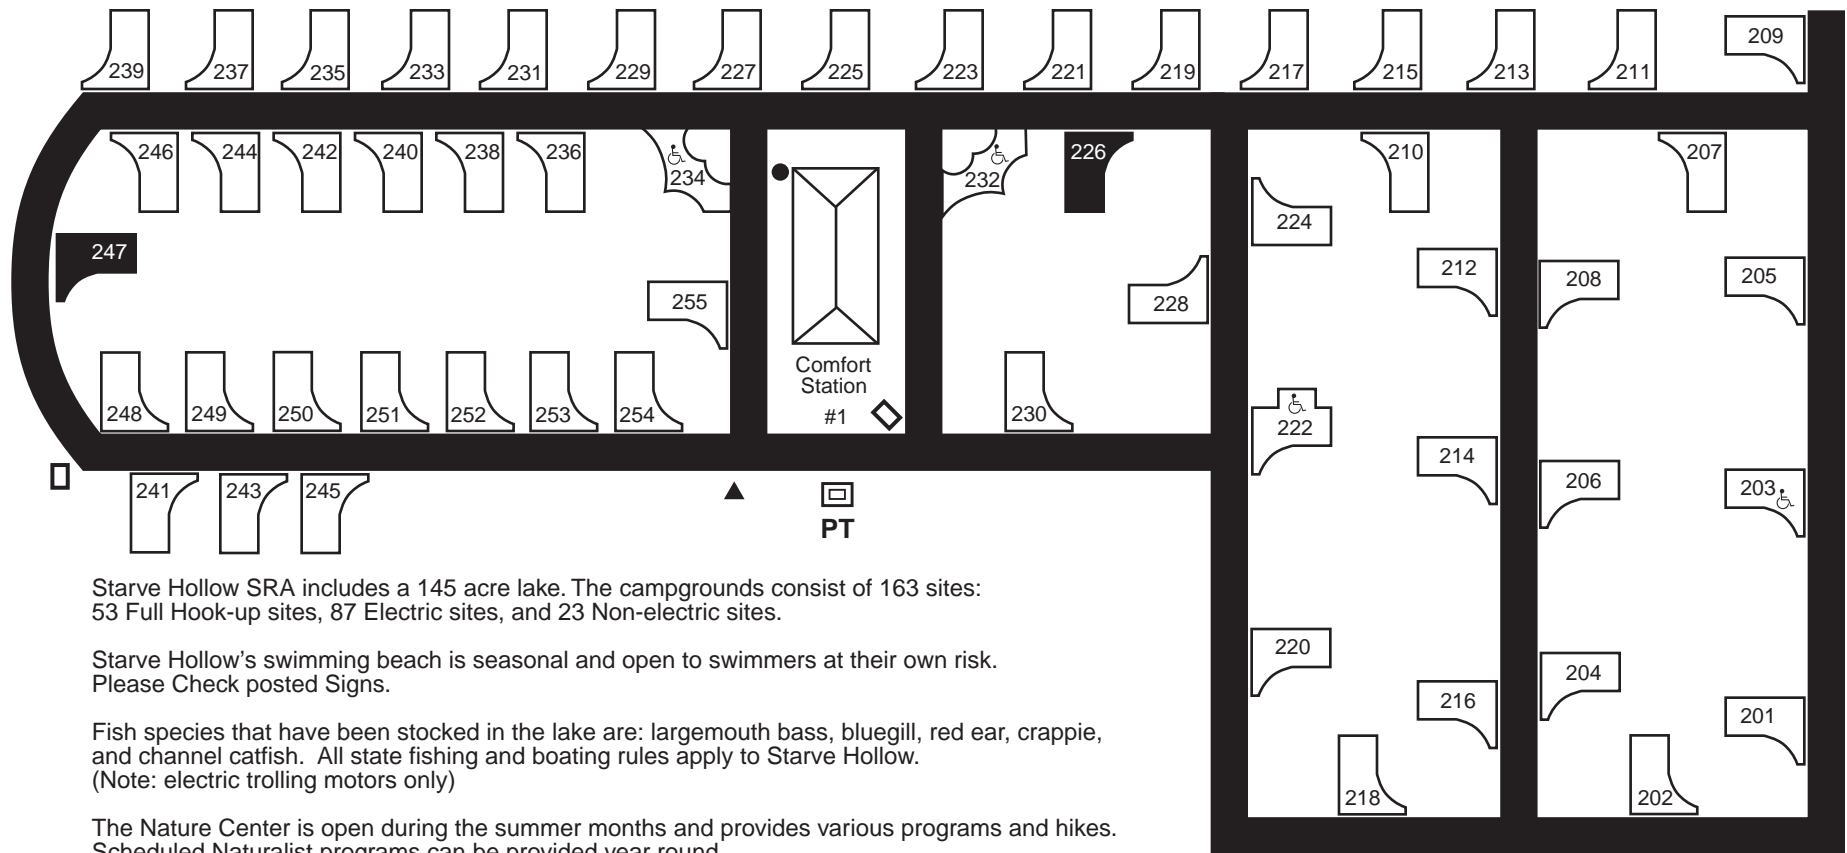 239 237 235 233 231 229 227 225 223 221 219 217 215 213 211 209
246 244 242 240 238 236 234 232 226 210 207
224
247 212 208 205
255 228
Comfort
Station
#1
248 249 250 251 252 253 254 230 222
214 206 203
241 243 245
PT
Starve Hollow SRA includes a 145 acre lake. The campgrounds consist of 163 sites:
53 Full Hook-up sites, 87 Electric sites, and 23 Non-electric sites.
Starve Hollow's swimming beach is seasonal and open to swimmers at their own risk.
Please Check posted Signs.
220 204
216 201
Fish species that have been stocked in the lake are: largemouth bass, bluegill, red ear, crappie,
and channel catfish. All state fishing and boating rules apply to Starve Hollow.
(Note: electric trolling motors only)
218 202
The Nature Center is open during the summer months and provides various programs and hikes.
Scheduled Naturalist programs can be provided year round